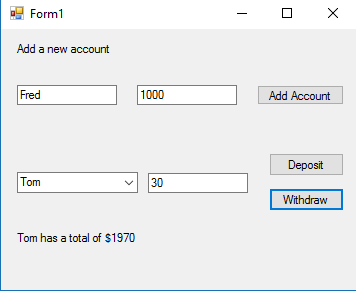 Form1
Add a new account
Fred 1000 Add Account
Deposit
Tom 30
Withdraw
Tom has a total of $1970